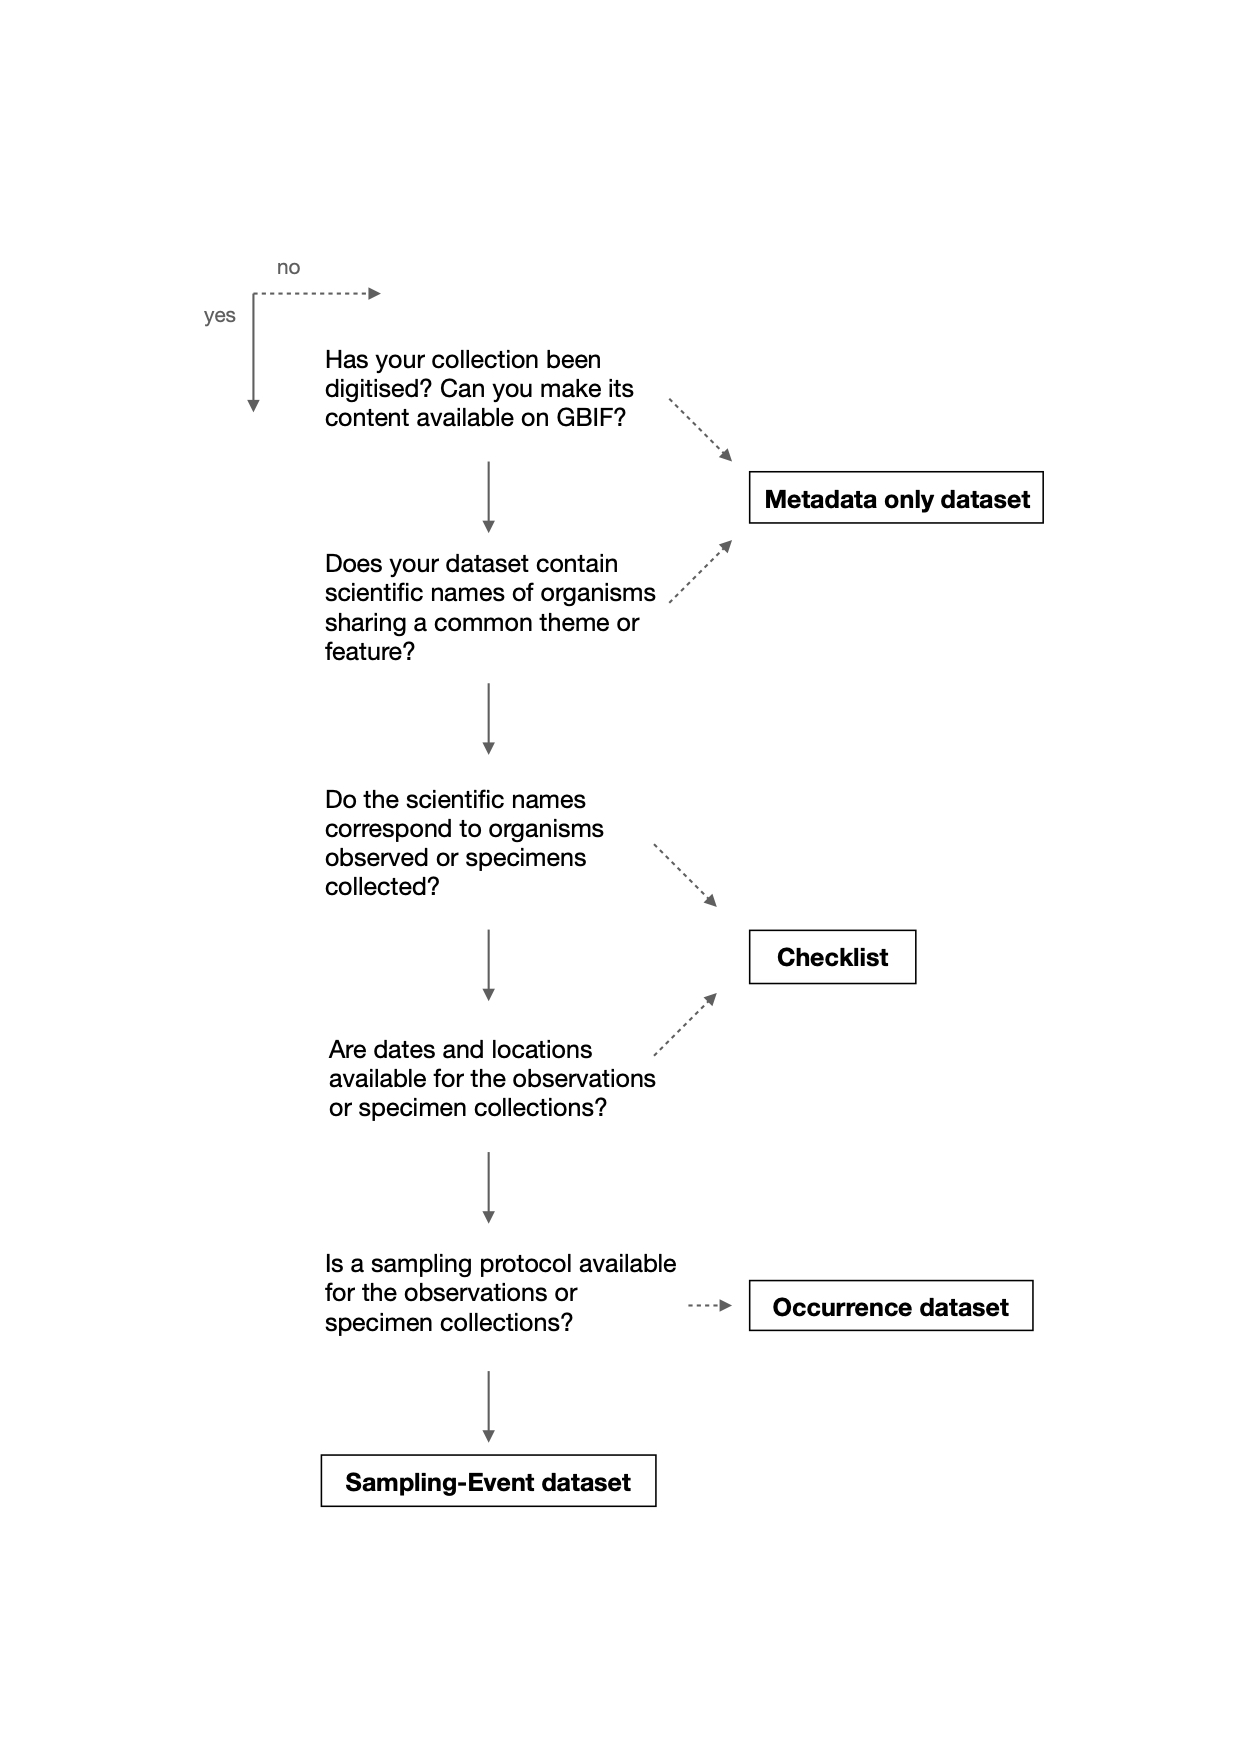 no
yes
Has your collection been
digitised? Can you make its
content available on GBIF?
Metadata only dataset
Does your dataset contain
scientific names of organisms
sharing a common theme or
feature?
Do the scientific names
correspond to organisms
observed or specimens
collected?
Checklist
Are dates and locations
available for the observations
or specimen collections?
Is a sampling protocol available
for the observations or
specimen collections?
Occurrence dataset
Sampling-Event dataset